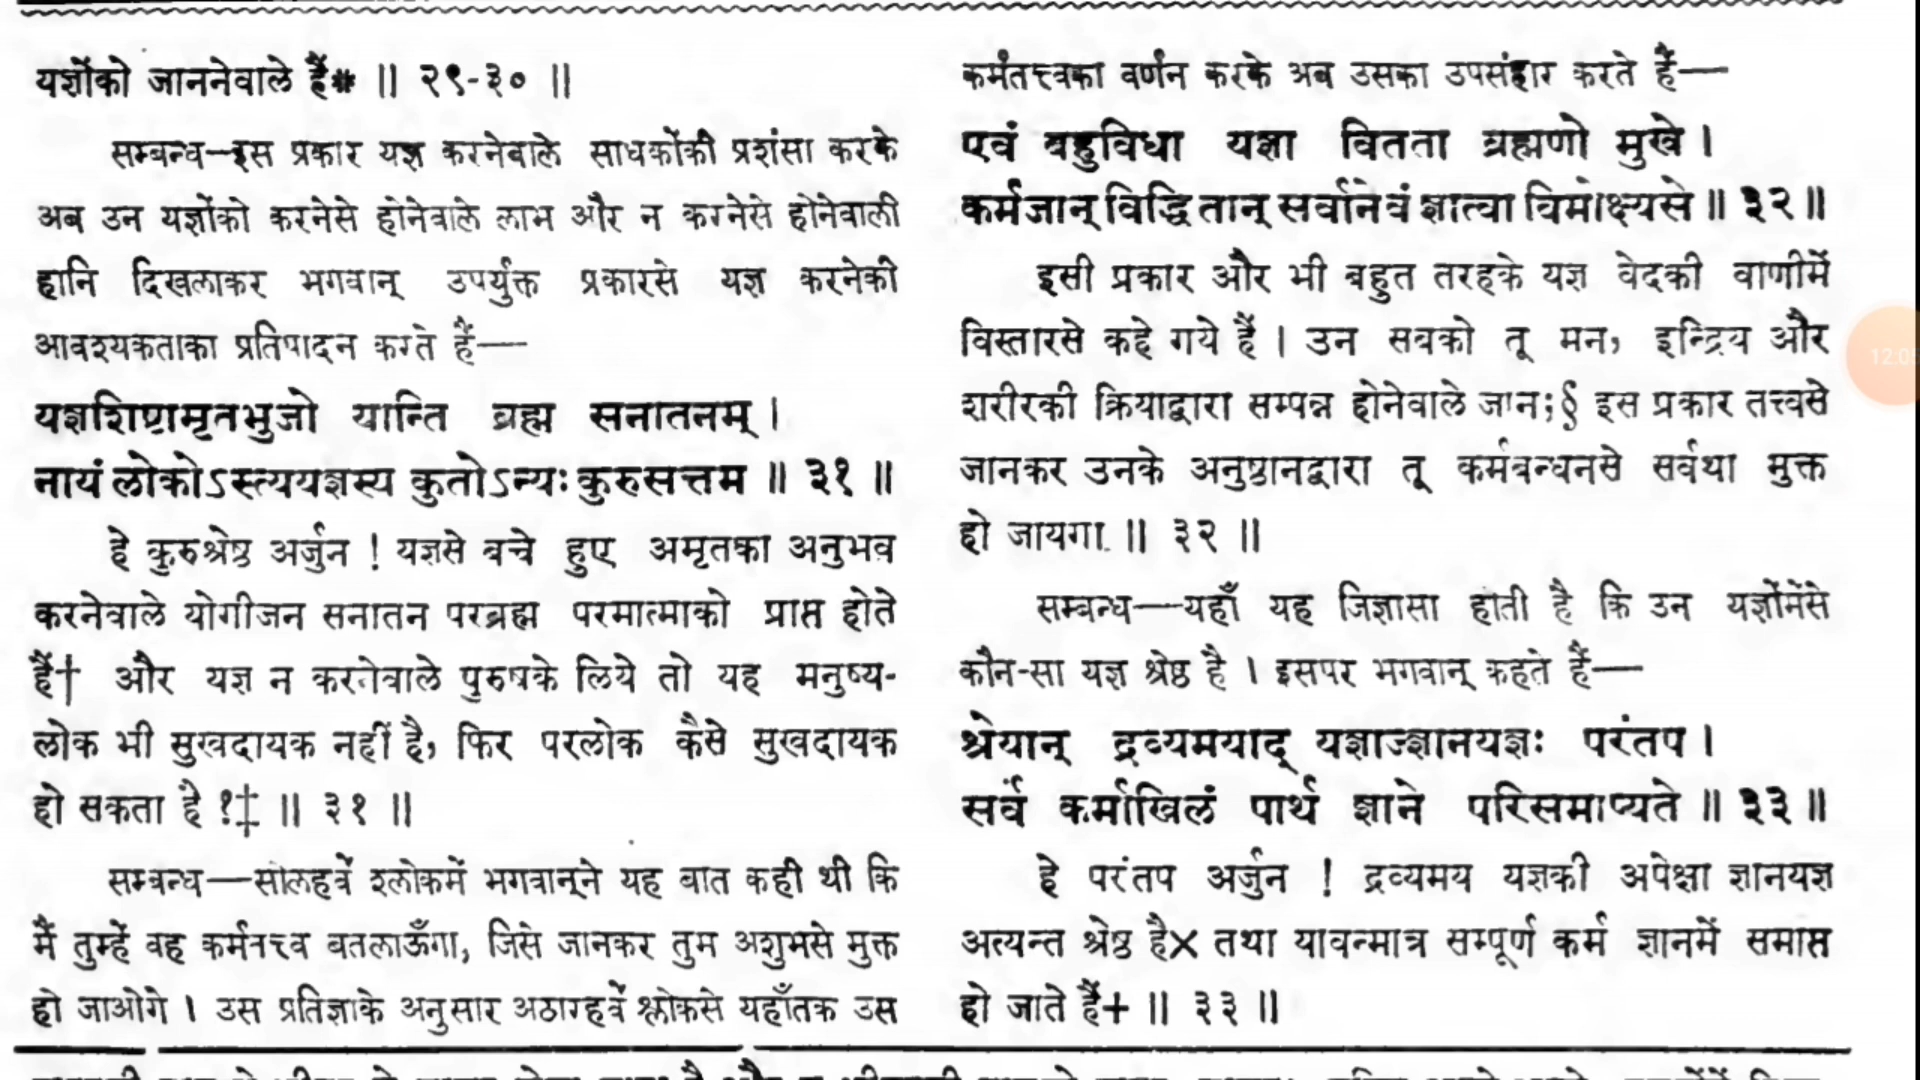 यज्ञोंको जाननेवाले हैं* ॥ २९-३० ॥
सम्बन्ध—इस प्रकार यज्ञ करनेवाले साधकोंकी प्रशंसा करके
अब उन यज्ञोंको करनेसे होनेवाले लाभ और न करनेसे होनेवाली
हानि दिखलाकर भगवान् उपर्युक्त प्रकारसे यज्ञ करनेकी
आवश्यकताका प्रतिपादन करते हैं—
यज्ञशिष्टामृतभुजो यान्ति ब्रह्म सनातनम् ।
नायं लोकोऽस्त्ययज्ञस्य कुतोऽन्यः कुरुसत्तम ॥ ३१ ॥
हे कुरुश्रेष्ठ अर्जुन ! यज्ञसे बचे हुए अमृतका अनुभव
करनेवाले योगीजन सनातन परब्रह्म परमात्माको प्राप्त होते
हैं† और यज्ञ न करनेवाले पुरुषके लिये तो यह मनुष्य-
लोक भी सुखदायक नहीं है, फिर परलोक कैसे सुखदायक
हो सकता है ?‡ ॥ ३१ ॥
सम्बन्ध—सोलहवें श्लोकमें भगवान्‌ने यह बात कही थी कि
मैं तुम्हें वह कर्मतत्त्व बतलाऊँगा, जिसे जानकर तुम अशुभसे मुक्त
हो जाओगे । उस प्रतिज्ञाके अनुसार अठारहवें श्लोकसे यहाँतक उस
कर्मतत्त्वका वर्णन करके अब उसका उपसंहार करते हैं—
एवं बहुविधा यज्ञा वितता ब्रह्मणो मुखे ।
कर्मजान् विद्धि तान् सर्वानेवं ज्ञात्वा विमोक्ष्यसे ॥ ३२ ॥
इसी प्रकार और भी बहुत तरहके यज्ञ वेदकी वाणीमें
विस्तारसे कहे गये हैं । उन सबको तू मन, इन्द्रिय और
शरीरकी क्रियाद्वारा सम्पन्न होनेवाले जान;§ इस प्रकार तत्त्वसे
जानकर उनके अनुष्ठानद्वारा तू कर्मबन्धनसे सर्वथा मुक्त
हो जायगा ॥ ३२ ॥
सम्बन्ध—यहाँ यह जिज्ञासा होती है कि उन यज्ञोंमेंसे
कौन-सा यज्ञ श्रेष्ठ है । इसपर भगवान् कहते हैं—
श्रेयान् द्रव्यमयाद् यज्ञाज्ज्ञानयज्ञः परंतप ।
सर्वं कर्माखिलं पार्थ ज्ञाने परिसमाप्यते ॥ ३३ ॥
हे परंतप अर्जुन ! द्रव्यमय यज्ञकी अपेक्षा ज्ञानयज्ञ
अत्यन्त श्रेष्ठ है× तथा यावन्मात्र सम्पूर्ण कर्म ज्ञानमें समाप्त
हो जाते हैं+ ॥ ३३ ॥